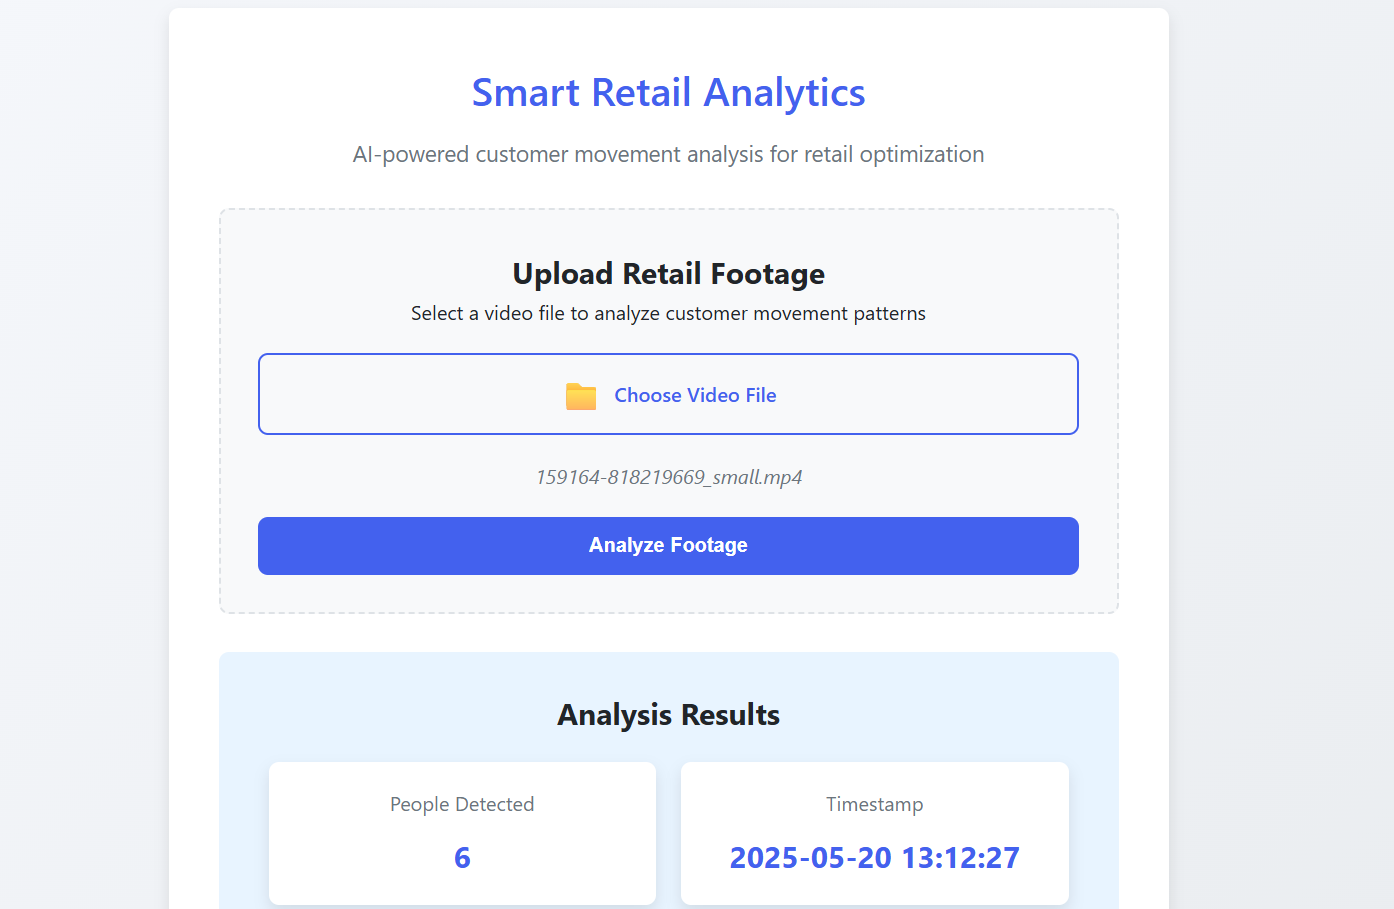 Smart Retail Analytics
AI-powered customer movement analysis for retail optimization
Upload Retail Footage
Select a video file to analyze customer movement patterns
Choose Video File
159164-818219669_small.mp4
Analyze Footage
Analysis Results
People Detected
6
Timestamp
2025-05-20 13:12:27